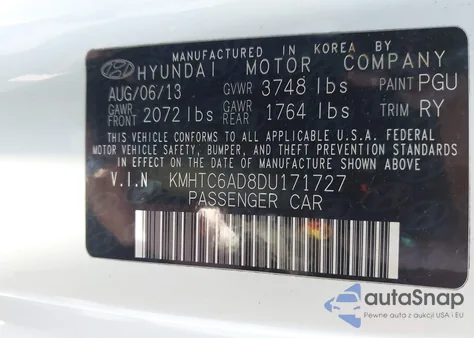 MANUFACTURED IN KOREA BY
HYUNDAI MOTOR COMPANY
AUG/06/13 GVWR 3748 lbs PAINT PGU
GAWR FRONT 2072 lbs GAWR REAR 1764 lbs TRIM RY
THIS VEHICLE CONFORMS TO ALL APPLICABLE U.S.A. FEDERAL
MOTOR VEHICLE SAFETY, BUMPER, AND THEFT PREVENTION STANDARDS
IN EFFECT ON THE DATE OF MANUFACTURE SHOWN ABOVE.
V.I.N KMHTC6AD8DU171727
PASSENGER CAR
autoSnap
Pewne auta z aukcji USA i EU